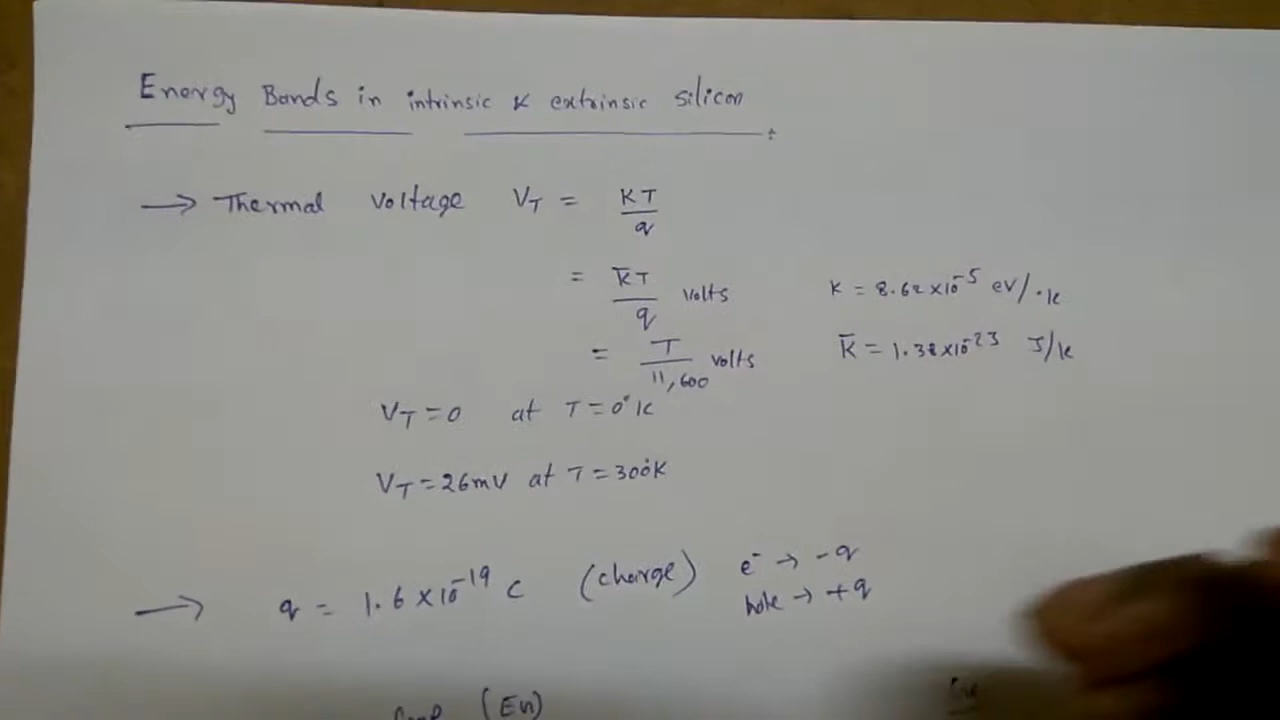 Energy Bands in intrinsic & extrinsic silicon :
→ Thermal Voltage V_T = KT/q
= K̅T/q volts K = 8.62×10⁻⁵ eV/°K
= T/11,600 volts K̅ = 1.38×10⁻²³ J/K
V_T = 0 at T = 0°K
V_T = 26mV at T = 300°K
→ q = 1.6×10⁻¹⁹ C (charge) e⁻ → -q
hole → +q